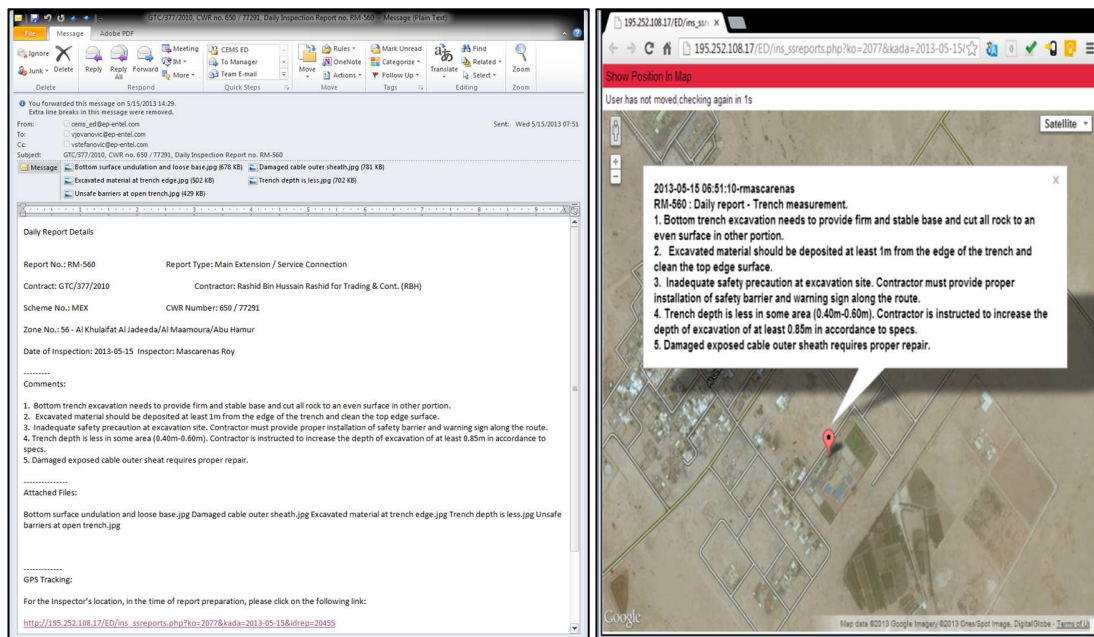 GTC/377/2010, CWR no. 650 / 77291, Daily Inspection Report no. RM-560 - Message (Plain Text)
File
Message
Adobe PDF
Ignore
Junk
Delete
Reply
Reply All
Forward
Meeting
IM
More
CEMS ED
To Manager
Team E-mail
Move
Rules
OneNote
Actions
Mark Unread
Categorize
Follow Up
Translate
Find
Related
Select
Zoom
Delete
Respond
Quick Steps
Move
Tags
Editing
Zoom
You forwarded this message on 5/15/2013 14:29.
Extra line breaks in this message were removed.
From: cems_ed@ep-entel.com
Sent: Wed 5/15/2013 07:51
To: vjovanovic@ep-entel.com
Cc: vstefanovic@ep-entel.com
Subject: GTC/377/2010, CWR no. 650 / 77291, Daily Inspection Report no. RM-560
Message
Bottom surface undulation and loose base.jpg (678 KB)
Damaged cable outer sheath.jpg (781 KB)
Excavated material at trench edge.jpg (502 KB)
Trench depth is less.jpg (702 KB)
Unsafe barriers at open trench.jpg (429 KB)
Daily Report Details
Report No.: RM-560 Report Type: Main Extension / Service Connection
Contract: GTC/377/2010 Contractor: Rashid Bin Hussain Rashid for Trading & Cont. (RBH)
Scheme No.: MEX CWR Number: 650 / 77291
Zone No.: 56 - Al Khulaifat Al Jadeeda/Al Maamoura/Abu Hamur
Date of Inspection: 2013-05-15 Inspector: Mascarenas Roy
---------
Comments:
1. Bottom trench excavation needs to provide firm and stable base and cut all rock to an even surface in other portion.
2. Excavated material should be deposited at least 1m from the edge of the trench and clean the top edge surface.
3. Inadequate safety precaution at excavation site. Contractor must provide proper installation of safety barrier and warning sign along the route.
4. Trench depth is less in some area (0.40m-0.60m). Contractor is instructed to increase the depth of excavation of at least 0.85m in accordance to
specs.
5. Damaged exposed cable outer sheat requires proper repair.
---------------
Attached Files:
Bottom surface undulation and loose base.jpg Damaged cable outer sheath.jpg Excavated material at trench edge.jpg Trench depth is less.jpg Unsafe
barriers at open trench.jpg
-------------
GPS Tracking:
For the Inspector's location, in the time of report preparation, please click on the following link:
http://195.252.108.17/ED/ins_ssreports.php?ko=2077&kada=2013-05-15&idrep=20455
195.252.108.17/ED/ins_ssre
195.252.108.17/ED/ins_ssreports.php?ko=2077&kada=2013-05-15&
Show Position In Map
User has not moved,checking again in 1s
Satellite
2013-05-15 06:51:10-rmascarenas
RM-560 : Daily report - Trench measurement.
1. Bottom trench excavation needs to provide firm and stable base and cut all rock to an
even surface in other portion.
2. Excavated material should be deposited at least 1m from the edge of the trench and
clean the top edge surface.
3. Inadequate safety precaution at excavation site. Contractor must provide proper
installation of safety barrier and warning sign along the route.
4. Trench depth is less in some area (0.40m-0.60m). Contractor is instructed to increase the
depth of excavation of at least 0.85m in accordance to specs.
5. Damaged exposed cable outer sheath requires proper repair.
Google
Map data ©2013 Google Imagery ©2013 Cnes/Spot Image, DigitalGlobe - Terms of Us